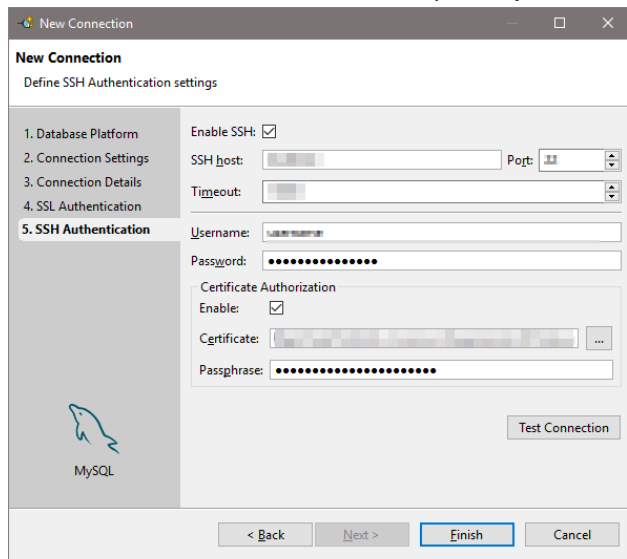 New Connection
New Connection
Define SSH Authentication settings
1. Database Platform
2. Connection Settings
3. Connection Details
4. SSL Authentication
5. SSH Authentication
Enable SSH:
SSH host:
Port:
Timeout:
Username:
Password: ●●●●●●●●●●●●●●●
Certificate Authorization
Enable:
Certificate: ...
Passphrase: ●●●●●●●●●●●●●●●●●●●●●●
Test Connection
MySQL
< Back Next > Finish Cancel